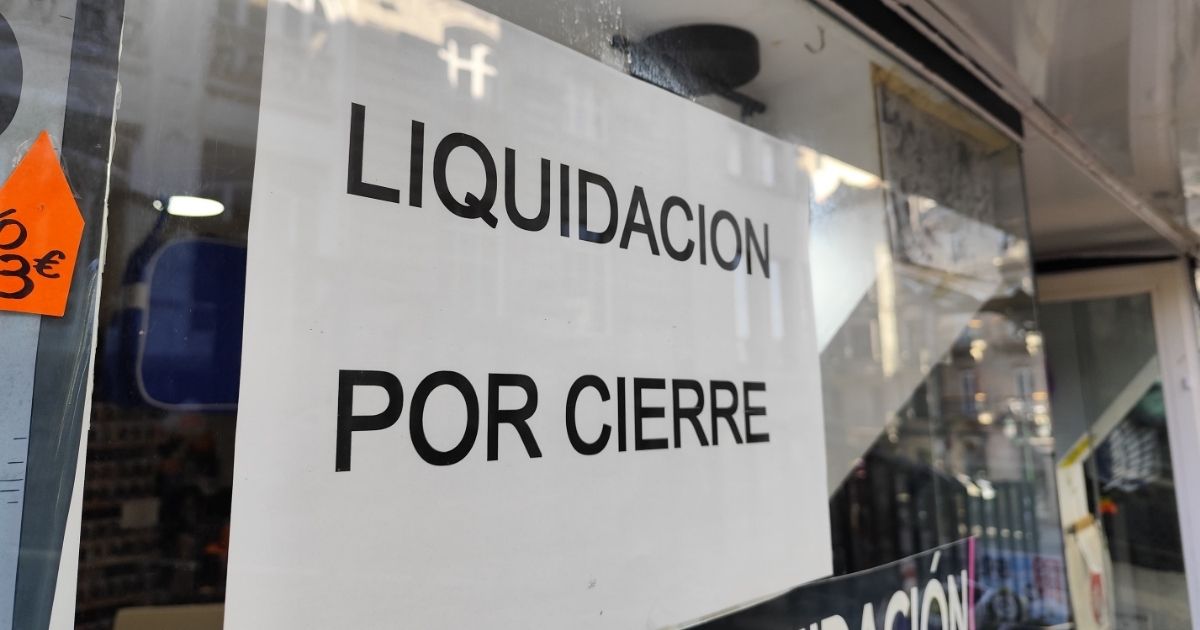 LIQUIDACION
POR CIERRE
3€